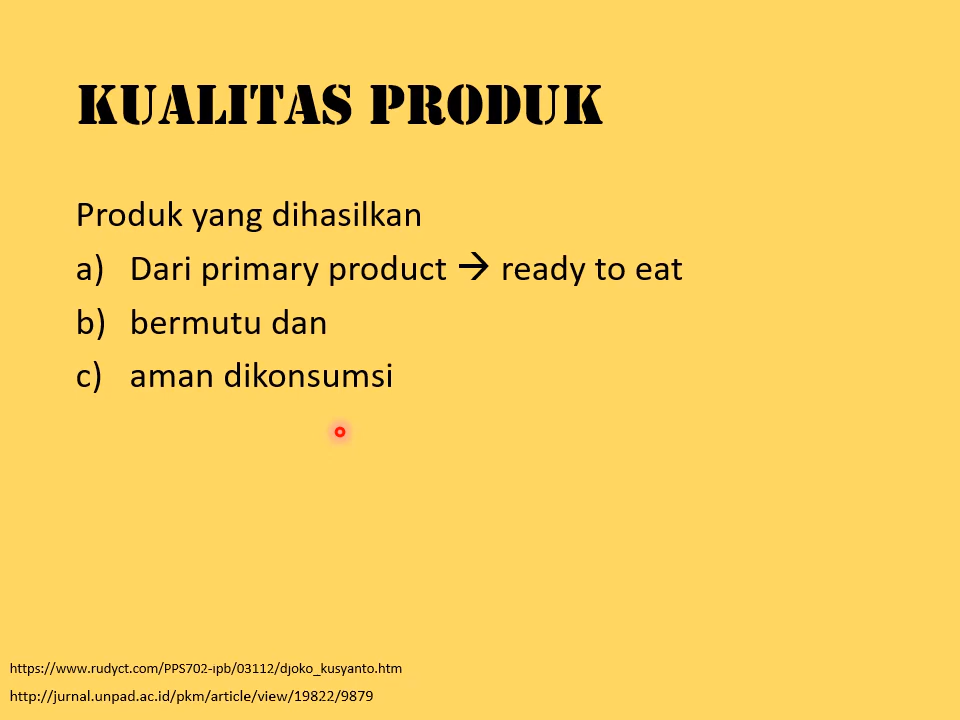 KUALITAS PRODUK
Produk yang dihasilkan
a) Dari primary product → ready to eat
b) bermutu dan
c) aman dikonsumsi
https://www.rudyct.com/PPS702-ipb/03112/djoko_kusyanto.htm
http://jurnal.unpad.ac.id/pkm/article/view/19822/9879